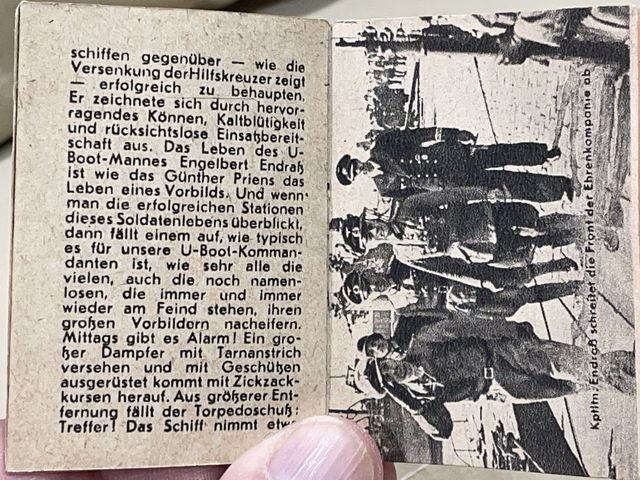 schiffen gegenüber — wie die
Versenkung der Hilfskreuzer zeigt
— erfolgreich zu behaupten.
Er zeichnete sich durch hervor-
ragendes Können, Kaltblütigkeit
und rücksichtslose Einsatzbereit-
schaft aus. Das Leben des U-
Boot-Mannes Engelbert Endraß
ist wie das Günther Priens das
Leben eines Vorbilds. Und wenn
man die erfolgreichen Stationen
dieses Soldatenlebens überblickt,
dann fällt einem auf, wie typisch
es für unsere U-Boot-Komman-
danten ist, wie sehr alle die
vielen, auch die noch namen-
losen, die immer und immer
wieder am Feind stehen, ihren
großen Vorbildern nacheifern.
Mittags gibt es Alarm! Ein gro-
ßer Dampfer mit Tarnanstrich
versehen und mit Geschützen
ausgerüstet kommt mit Zickzack-
kursen herauf. Aus größerer Ent-
fernung fällt der Torpedoschuß:
Treffer! Das Schiff nimmt etwa
Kptltn. Endraß schreitet die Front der Ehrenkompanie ab